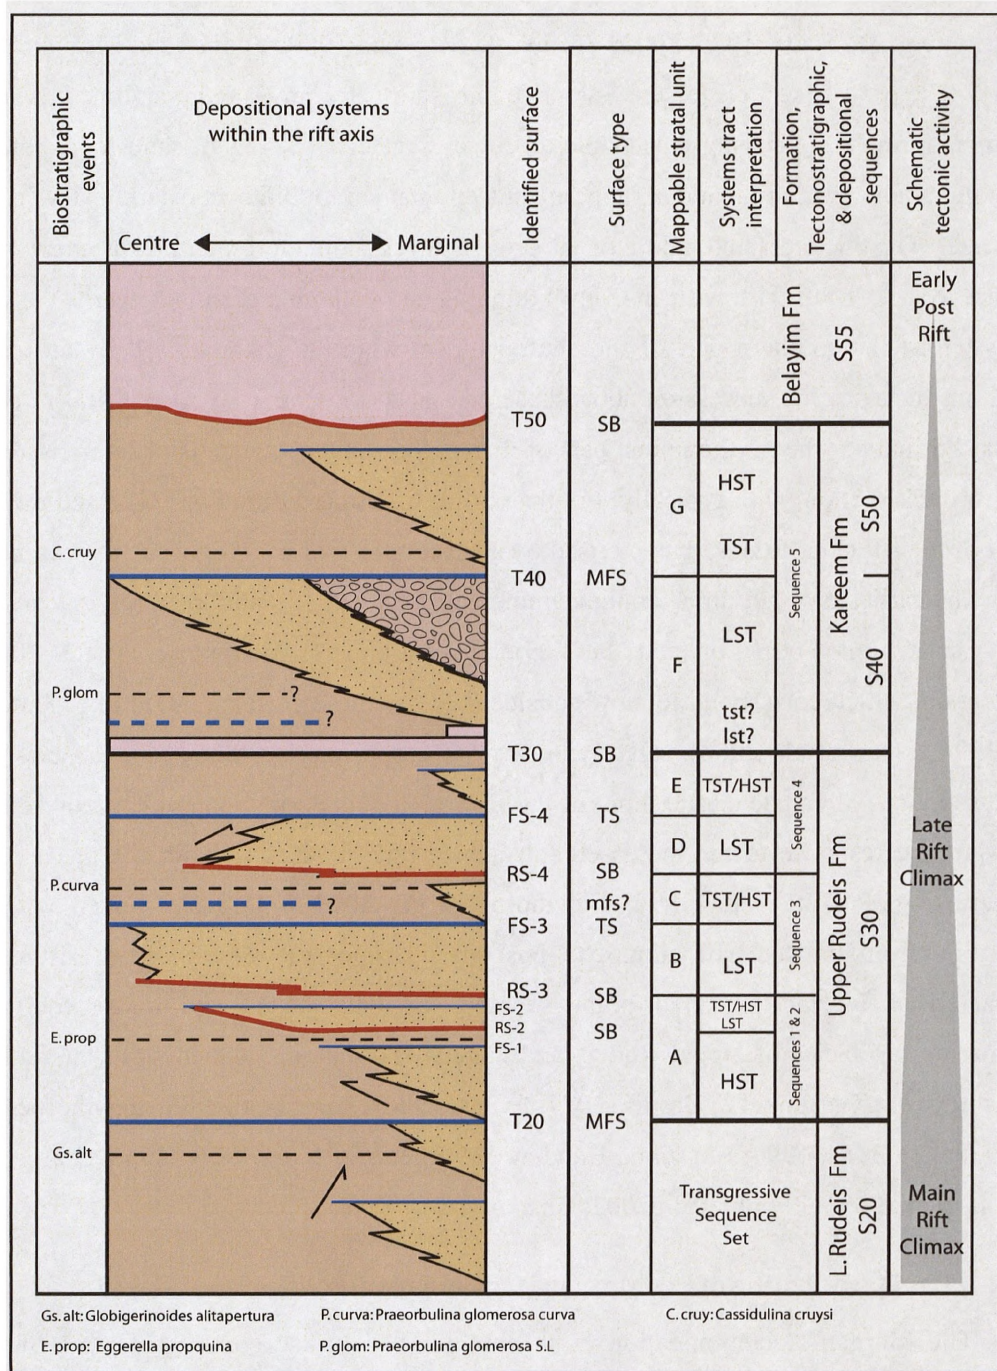 Biostratigraphic
events
Depositional systems
within the rift axis
Centre
Marginal
Identified surface
Surface type
Mappable stratal unit
Systems tract
interpretation
Formation,
Tectonostratigraphic,
& depositional
sequences
Schematic
tectonic activity
Early
Post
Rift
Belayim Fm
S55
T50
SB
HST
G
S50
TST
Sequence 5
Kareem Fm
C. cruy
T40
MFS
LST
F
S40
P. glom
?
?
tst?
lst?
T30
SB
E
TST/HST
Sequence 4
FS-4
TS
D
LST
Late
Rift
Climax
RS-4
SB
Upper Rudeis Fm
P. curva
?
mfs?
C
TST/HST
Sequence 3
FS-3
TS
S30
B
LST
RS-3
SB
FS-2
TST/HST
LST
RS-2
SB
E. prop
FS-1
A
Sequences 1 & 2
HST
T20
MFS
Gs. alt
Transgressive
Sequence
Set
L. Rudeis Fm
S20
Main
Rift
Climax
Gs. alt: Globigerinoides alitapertura
P. curva: Praeorbulina glomerosa curva
C. cruy: Cassidulina cruysi
E. prop: Eggerella propquina
P. glom: Praeorbulina glomerosa S.L